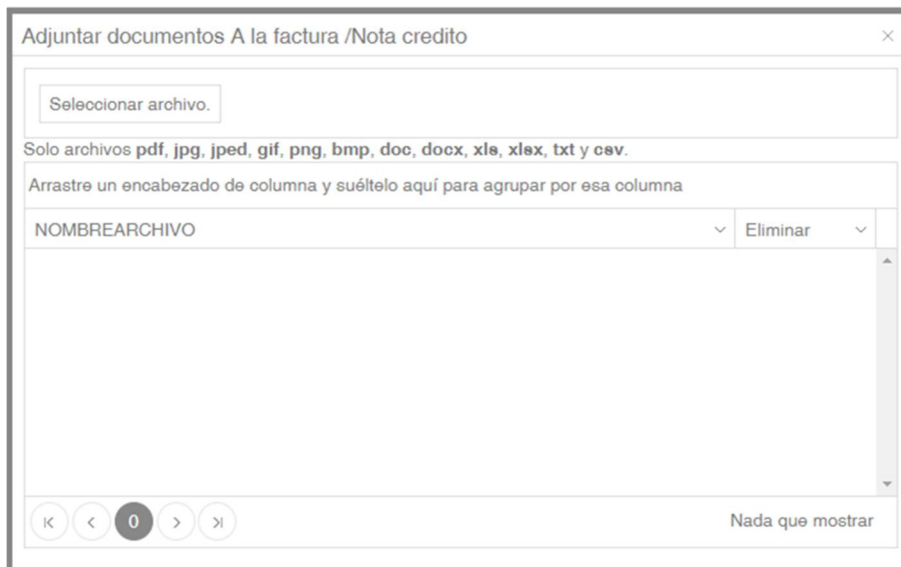 Adjuntar documentos A la factura /Nota credito
Seleccionar archivo.
Solo archivos pdf, jpg, jped, gif, png, bmp, doc, docx, xls, xlsx, txt y csv.
Arrastre un encabezado de columna y suéltelo aquí para agrupar por esa columna
NOMBREARCHIVO Eliminar
0 Nada que mostrar